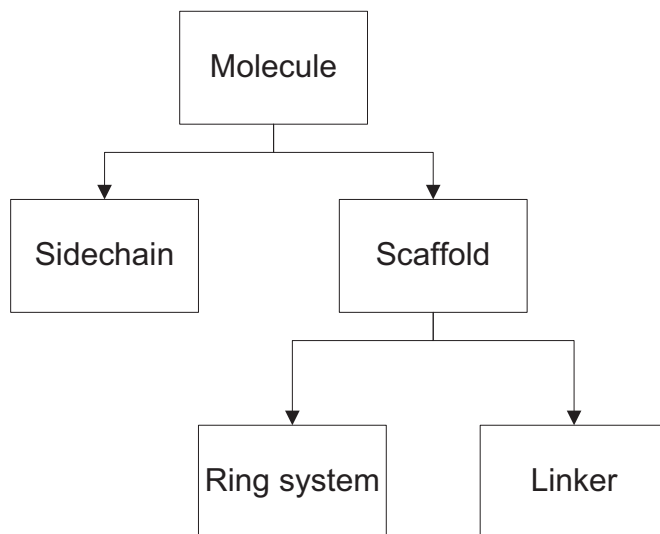 Molecule
Sidechain
Scaffold
Ring system
Linker